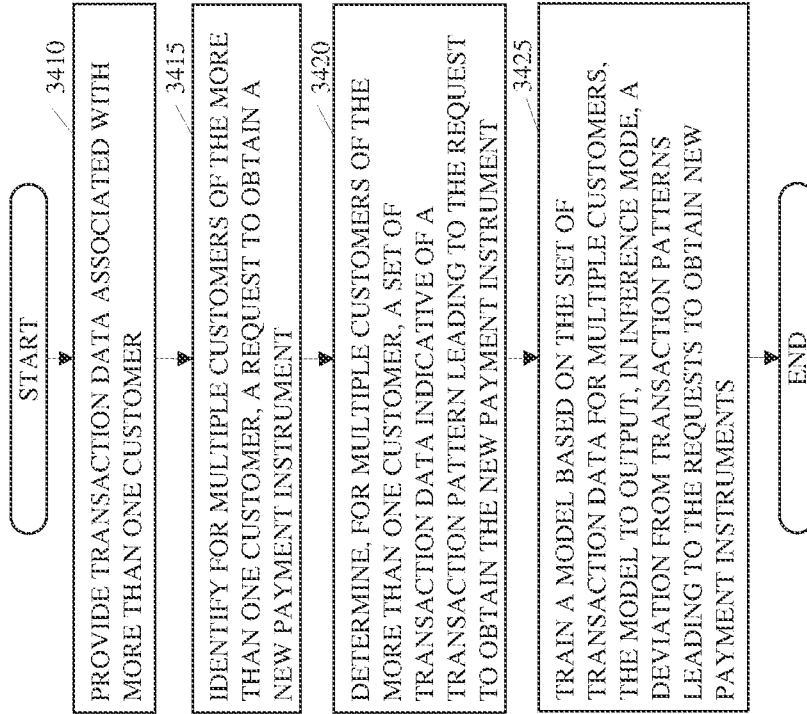 START
3410
PROVIDE TRANSACTION DATA ASSOCIATED WITH
MORE THAN ONE CUSTOMER
3415
IDENTIFY FOR MULTIPLE CUSTOMERS OF THE MORE
THAN ONE CUSTOMER, A REQUEST TO OBTAIN A
NEW PAYMENT INSTRUMENT
3420
DETERMINE, FOR MULTIPLE CUSTOMERS OF THE
MORE THAN ONE CUSTOMER, A SET OF
TRANSACTION DATA INDICATIVE OF A
TRANSACTION PATTERN LEADING TO THE REQUEST
TO OBTAIN THE NEW PAYMENT INSTRUMENT
3425
TRAIN A MODEL BASED ON THE SET OF
TRANSACTION DATA FOR MULTIPLE CUSTOMERS,
THE MODEL TO OUTPUT, IN INFERENCE MODE, A
DEVIATION FROM TRANSACTION PATTERNS
LEADING TO THE REQUESTS TO OBTAIN NEW
PAYMENT INSTRUMENTS
END